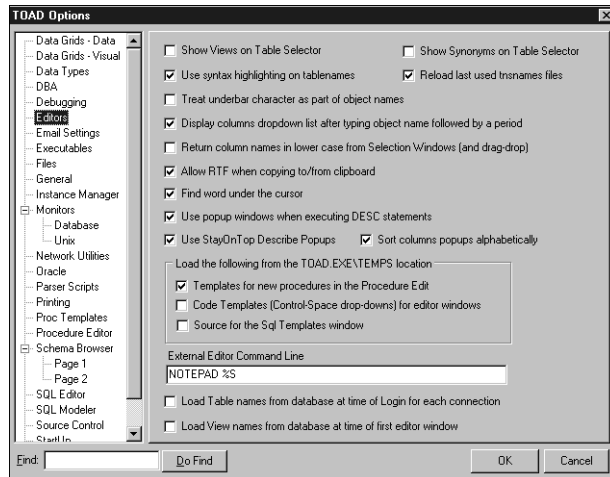 TOAD Options
Data Grids - Data
Data Grids - Visual
Data Types
DBA
Debugging
Editors
Email Settings
Executables
Files
General
Instance Manager
Monitors
Database
Unix
Network Utilities
Oracle
Parser Scripts
Printing
Proc Templates
Procedure Editor
Schema Browser
Page 1
Page 2
SQL Editor
SQL Modeler
Source Control
StartUp
Show Views on Table Selector
Show Synonyms on Table Selector
Use syntax highlighting on tablenames
Reload last used tnsnames files
Treat underbar character as part of object names
Display columns dropdown list after typing object name followed by a period
Return column names in lower case from Selection Windows (and drag-drop)
Allow RTF when copying to/from clipboard
Find word under the cursor
Use popup windows when executing DESC statements
Use StayOnTop Describe Popups
Sort columns popups alphabetically
Load the following from the TOAD.EXE\TEMPS location
Templates for new procedures in the Procedure Edit
Code Templates (Control-Space drop-downs) for editor windows
Source for the Sql Templates window
External Editor Command Line
NOTEPAD %S
Load Table names from database at time of Login for each connection
Load View names from database at time of first editor window
Find:
Do Find
OK
Cancel